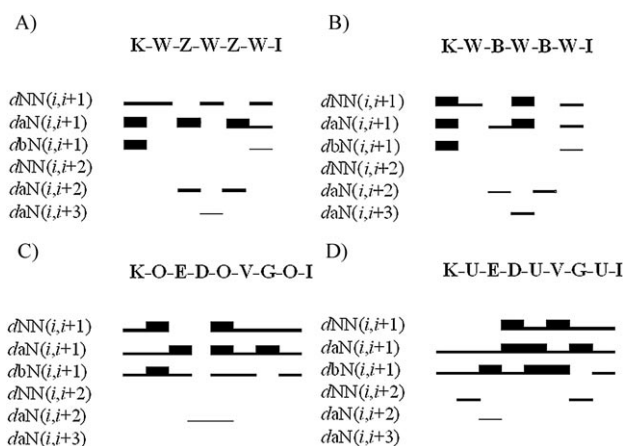 A)
K-W-Z-W-Z-W-I
dNN(i,i+1)
daN(i,i+1)
dbN(i,i+1)
dNN(i,i+2)
daN(i,i+2)
daN(i,i+3)
B)
K-W-B-W-B-W-I
dNN(i,i+1)
daN(i,i+1)
dbN(i,i+1)
dNN(i,i+2)
daN(i,i+2)
daN(i,i+3)
C)
K-O-E-D-O-V-G-O-I
dNN(i,i+1)
daN(i,i+1)
dbN(i,i+1)
dNN(i,i+2)
daN(i,i+2)
daN(i,i+3)
D)
K-U-E-D-U-V-G-U-I
dNN(i,i+1)
daN(i,i+1)
dbN(i,i+1)
dNN(i,i+2)
daN(i,i+2)
daN(i,i+3)